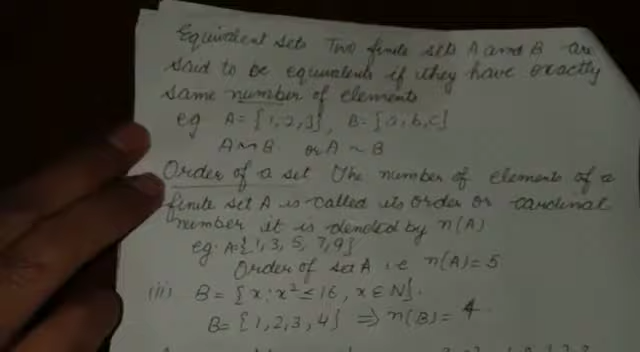 Equivalent sets Two finite sets A and B are
said to be equivalents if they have exactly
same number of elements
eg A = {1,2,3}, B = {a,b,c}
A ~ B or A ~ B
Order of a set The number of elements of a
finite set A is called its order or cardinal
number it is denoted by n(A)
eg. A={1,3,5,7,9}
Order of set A i.e n(A)=5
(ii) B = {x : x² ≤ 16, x ∈ N}.
B = {1,2,3,4} ⇒ n(B) = 4